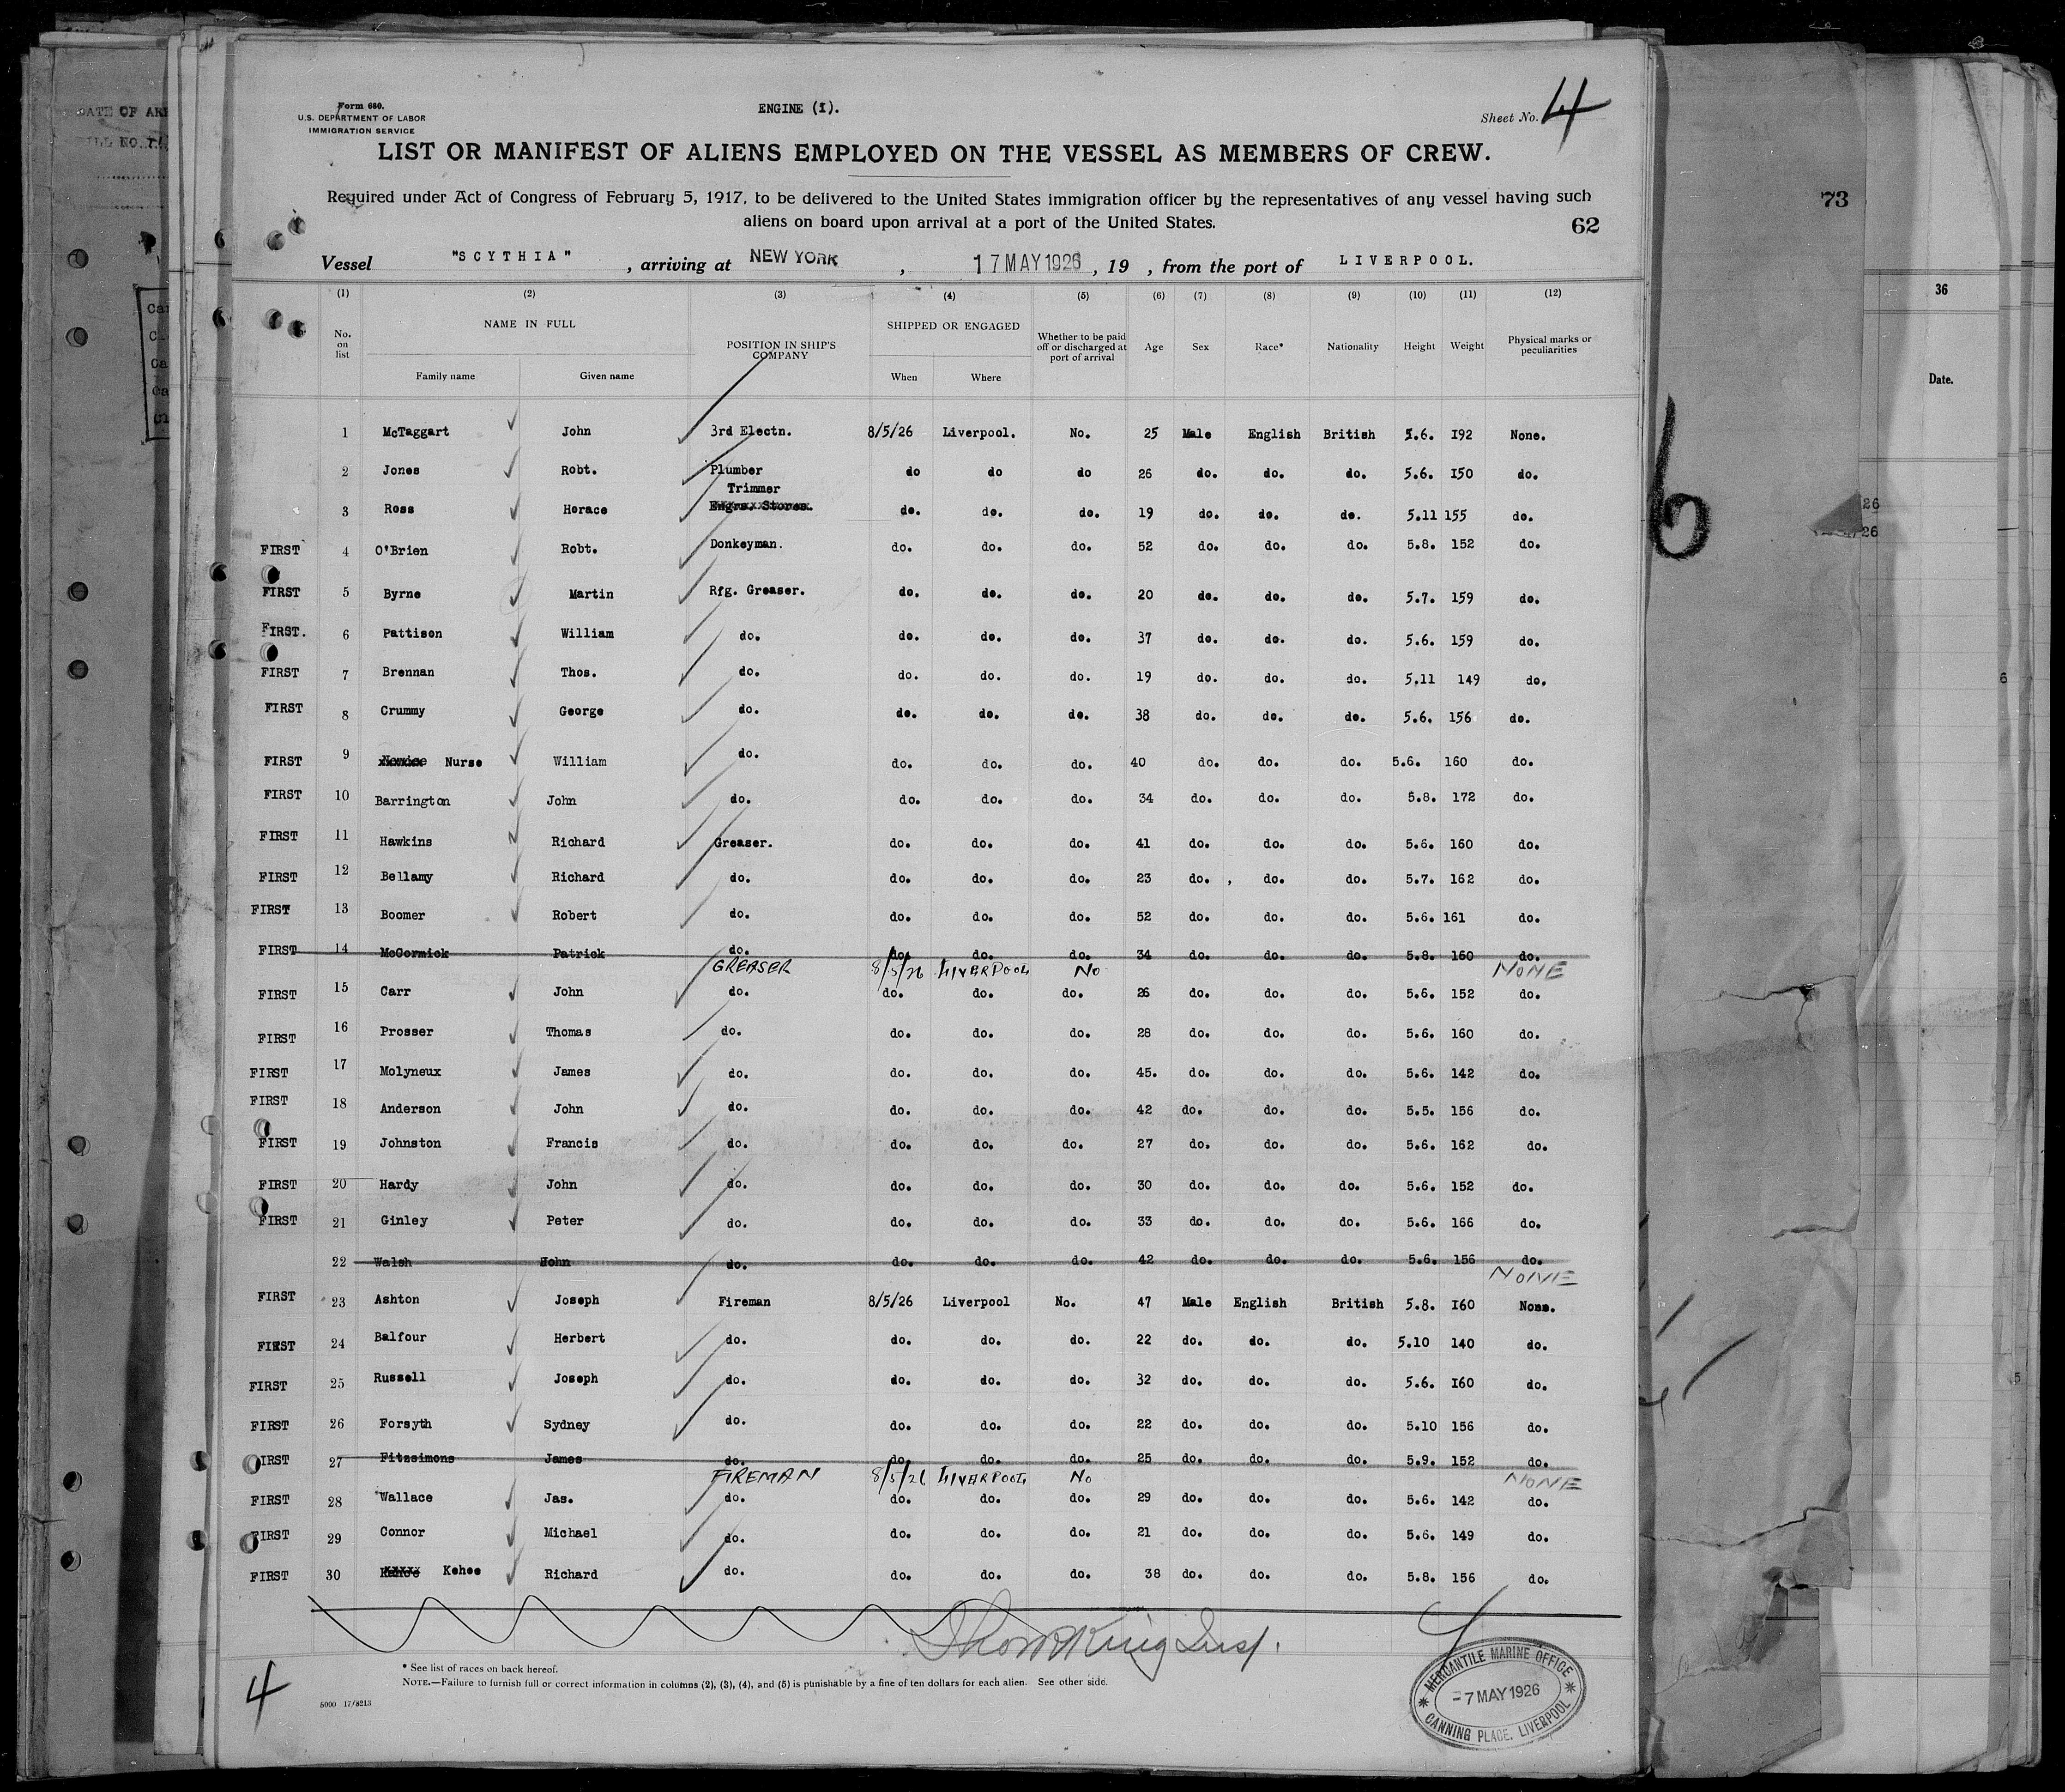 Form 680.
U.S. DEPARTMENT OF LABOR
IMMIGRATION SERVICE
ENGINE (I).
Sheet No. 4
LIST OR MANIFEST OF ALIENS EMPLOYED ON THE VESSEL AS MEMBERS OF CREW.
Required under Act of Congress of February 5, 1917, to be delivered to the United States immigration officer by the representatives of any vessel having such
aliens on board upon arrival at a port of the United States.
62
73
Vessel "SCYTHIA", arriving at NEW YORK, 17 MAY 1926, 19 , from the port of LIVERPOOL.
(1) (2) (3) (4) (5) (6) (7) (8) (9) (10) (11) (12)
No. on list NAME IN FULL Family name Given name POSITION IN SHIP'S COMPANY SHIPPED OR ENGAGED When Where Whether to be paid off or discharged at port of arrival Age Sex Race* Nationality Height Weight Physical marks or peculiarities
36
Date.
1 McTaggart John 3rd Electn. 8/5/26 Liverpool. No. 25 Male English British 5.6. 192 None.
2 Jones Robt. Plumber do do do 26 do. do. do. 5.6. 150 do.
Trimmer
3 Ross Horace Engrs. Stores. do. do. do. 19 do. do. do. 5.11 155 do.
FIRST 4 O'Brien Robt. Donkeyman. do. do. do. 52 do. do. do. 5.8. 152 do.
FIRST 5 Byrne Martin Rfg. Greaser. do. do. do. 20 do. do. do. 5.7. 159 do.
FIRST. 6 Pattison William do. do. do. do. 37 do. do. do. 5.6. 159 do.
FIRST 7 Brennan Thos. do. do. do. do. 19 do. do. do. 5.11 149 do.
FIRST 8 Crummy George do. do. do. do. 38 do. do. do. 5.6. 156 do.
FIRST 9 Nurse William do. do. do. do. 40 do. do. do. 5.6. 160 do.
FIRST 10 Barrington John do. do. do. do. 34 do. do. do. 5.8. 172 do.
FIRST 11 Hawkins Richard Greaser. do. do. do. 41 do. do. do. 5.6. 160 do.
FIRST 12 Bellamy Richard do. do. do. do. 23 do. do. do. 5.7. 162 do.
FIRST 13 Boomer Robert do. do. do. do. 52 do. do. do. 5.6. 161 do.
FIRST 14 McCormick Patrick do. do. do. do. 34 do. do. do. 5.8. 160 do.
GREASER 8/5/26 LIVERPOOL No NONE
FIRST 15 Carr John do. do. do. do. 26 do. do. do. 5.6. 152 do.
FIRST 16 Prosser Thomas do. do. do. do. 28 do. do. do. 5.6. 160 do.
FIRST 17 Molyneux James do. do. do. do. 45. do. do. do. 5.6. 142 do.
FIRST 18 Anderson John do. do. do. do. 42 do. do. do. 5.5. 156 do.
FIRST 19 Johnston Francis do. do. do. do. 27 do. do. do. 5.6. 162 do.
FIRST 20 Hardy John do. do. do. do. 30 do. do. do. 5.6. 152 do.
FIRST 21 Ginley Peter do. do. do. do. 33 do. do. do. 5.6. 166 do.
22 Walsh Hohn do. do. do. do. 42 do. do. do. 5.6. 156 do.
NONE
FIRST 23 Ashton Joseph Fireman 8/5/26 Liverpool No. 47 Male English British 5.8. 160 None.
FIRST 24 Balfour Herbert do. do. do. do. 22 do. do. do. 5.10 140 do.
FIRST 25 Russell Joseph do. do. do. do. 32 do. do. do. 5.6. 160 do.
FIRST 26 Forsyth Sydney do. do. do. do. 22 do. do. do. 5.10 156 do.
FIRST 27 Fitzsimons James do. do. do. do. 25 do. do. do. 5.9. 152 do.
FIREMAN 8/5/26 LIVERPOOL No NONE
FIRST 28 Wallace Jas. do. do. do. do. 29 do. do. do. 5.6. 142 do.
FIRST 29 Connor Michael do. do. do. do. 21 do. do. do. 5.6. 149 do.
FIRST 30 Kehoe Richard do. do. do. do. 38 do. do. do. 5.8. 156 do.
King Insp.
* See list of races on back hereof.
NOTE.—Failure to furnish full or correct information in columns (2), (3), (4), and (5) is punishable by a fine of ten dollars for each alien. See other side.
5000 17/8213
4
MERCANTILE MARINE OFFICE
-7 MAY 1926
CANNING PLACE, LIVERPOOL